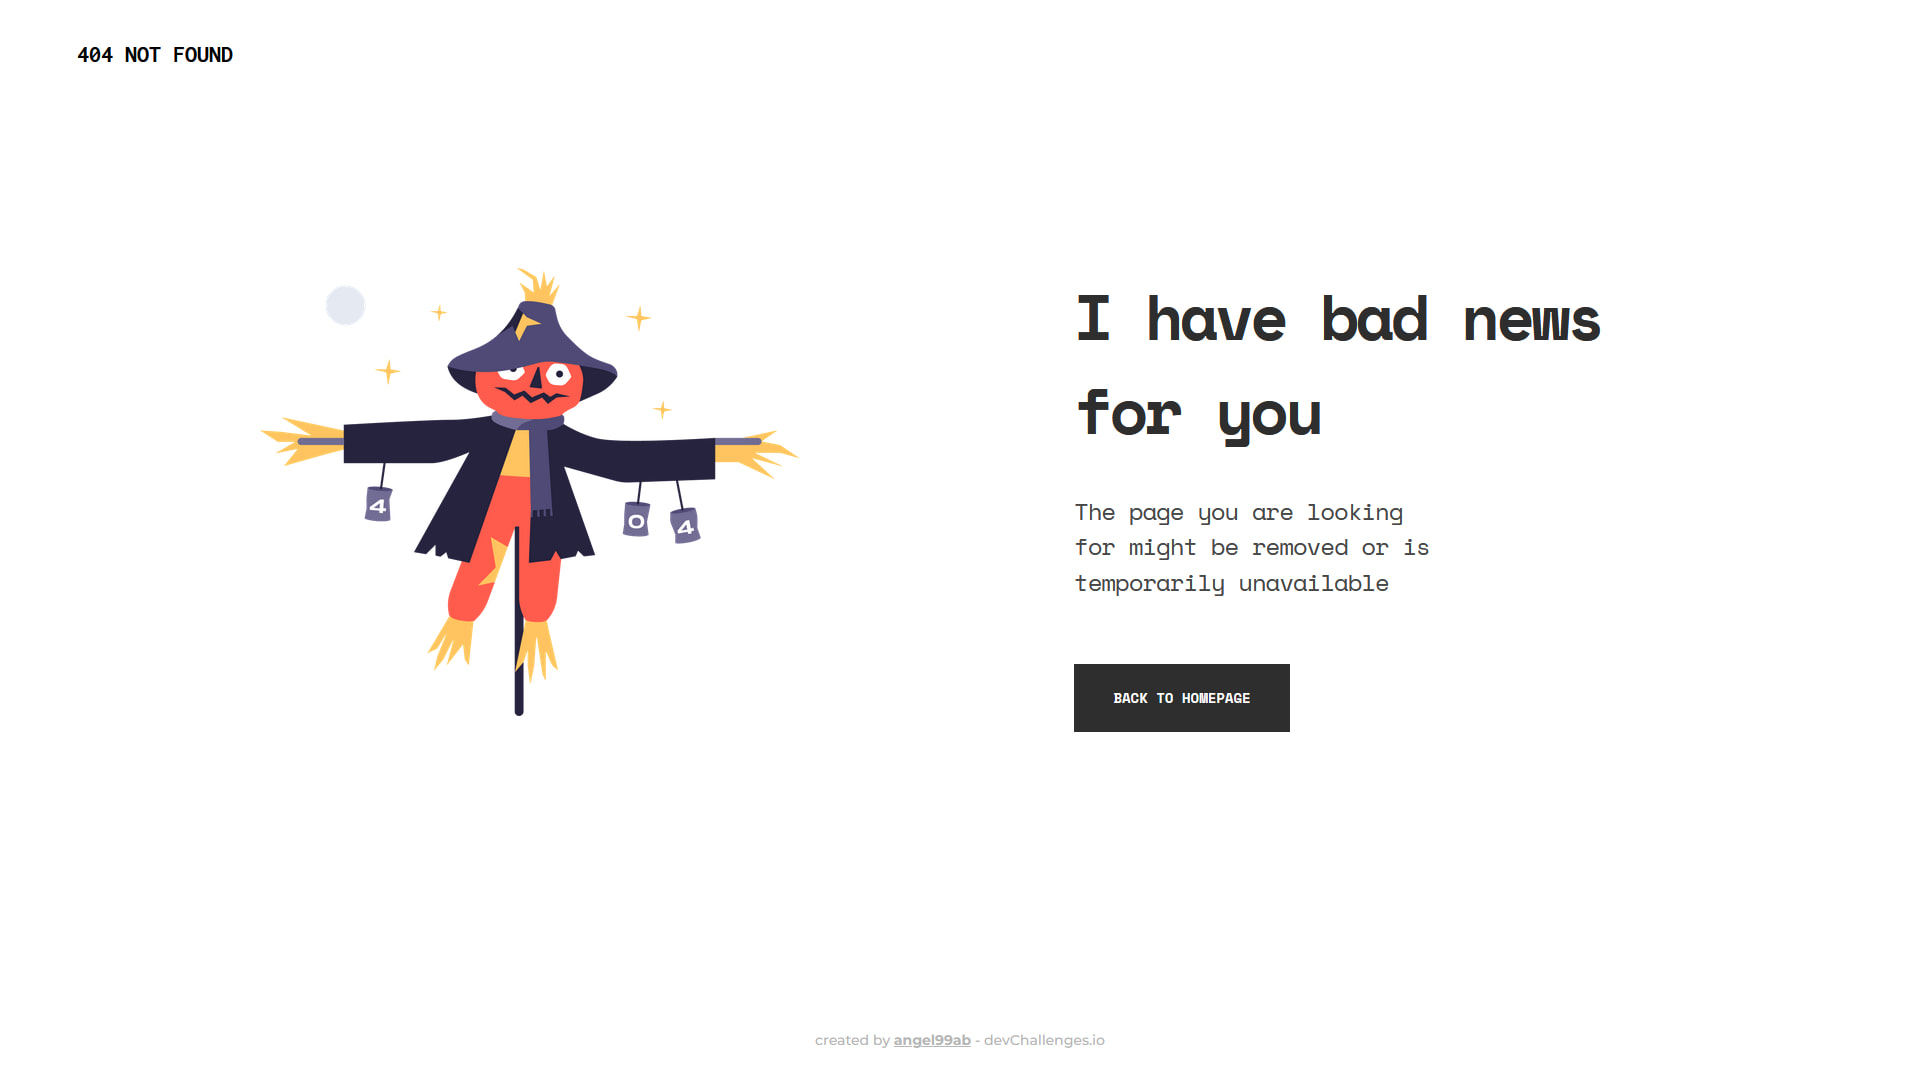 404 NOT FOUND
I have bad news
for you
4
0
4
The page you are looking
for might be removed or is
temporarily unavailable
BACK TO HOMEPAGE
created by angel99ab - devChallenges.io